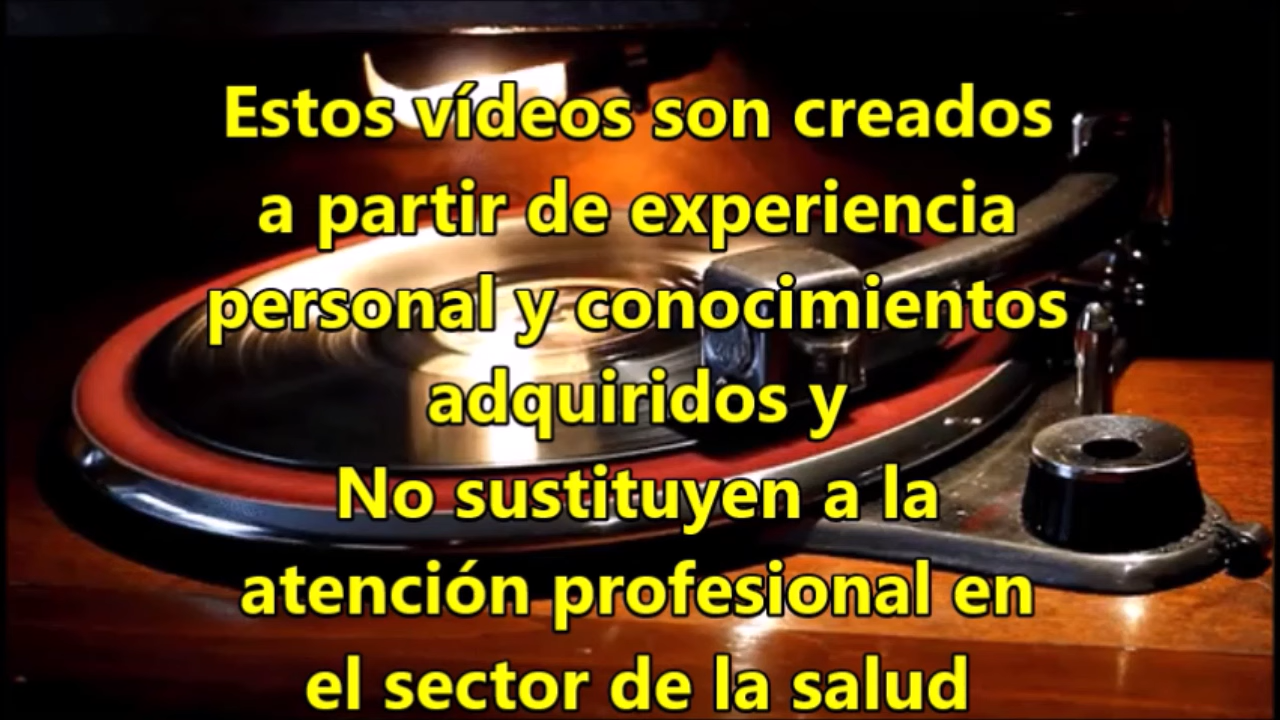 Estos vídeos son creados
a partir de experiencia
personal y conocimientos
adquiridos y
No sustituyen a la
atención profesional en
el sector de la salud